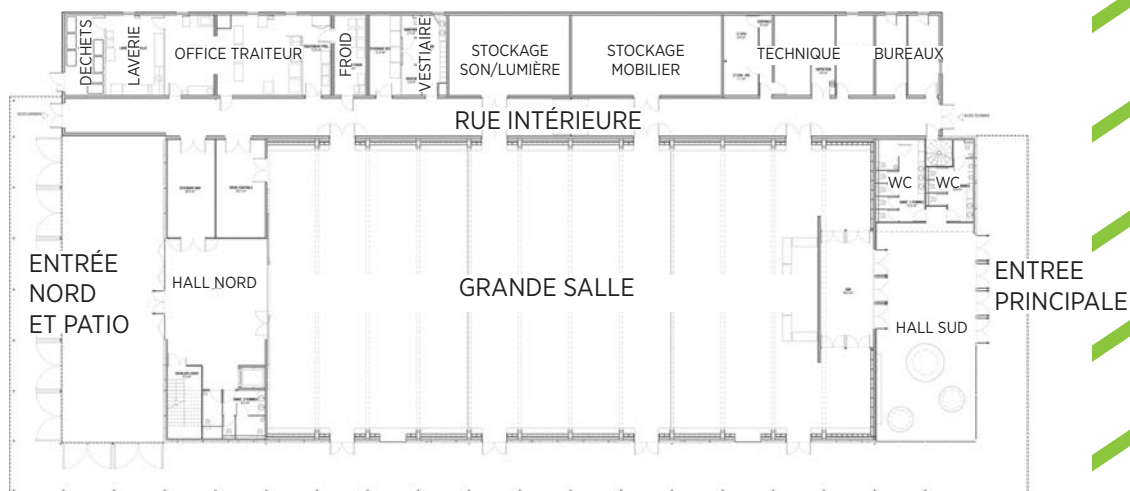 DECHETS
LAVERIE
OFFICE TRAITEUR
FROID
VESTIAIRE
STOCKAGE
SON/LUMIÈRE
STOCKAGE
MOBILIER
TECHNIQUE
BUREAUX
RUE INTÉRIEURE
WC
WC
ENTRÉE
NORD
ET PATIO
HALL NORD
GRANDE SALLE
HALL SUD
ENTREE
PRINCIPALE